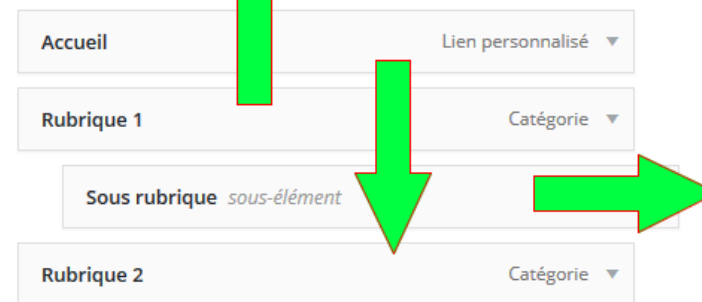 Accueil Lien personnalisé
Rubrique 1 Catégorie
Sous rubrique sous-élément
Rubrique 2 Catégorie